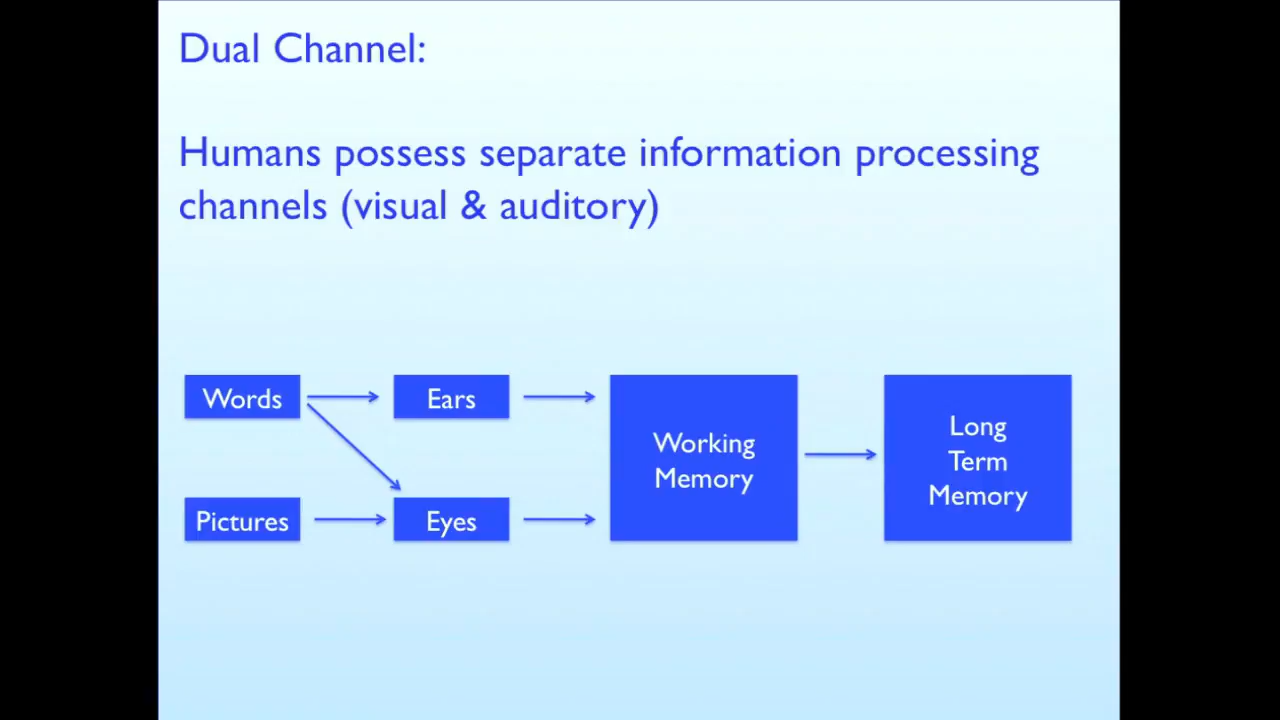 Dual Channel:
Humans possess separate information processing
channels (visual & auditory)
Words
Ears
Working
Memory
Long
Term
Memory
Pictures
Eyes